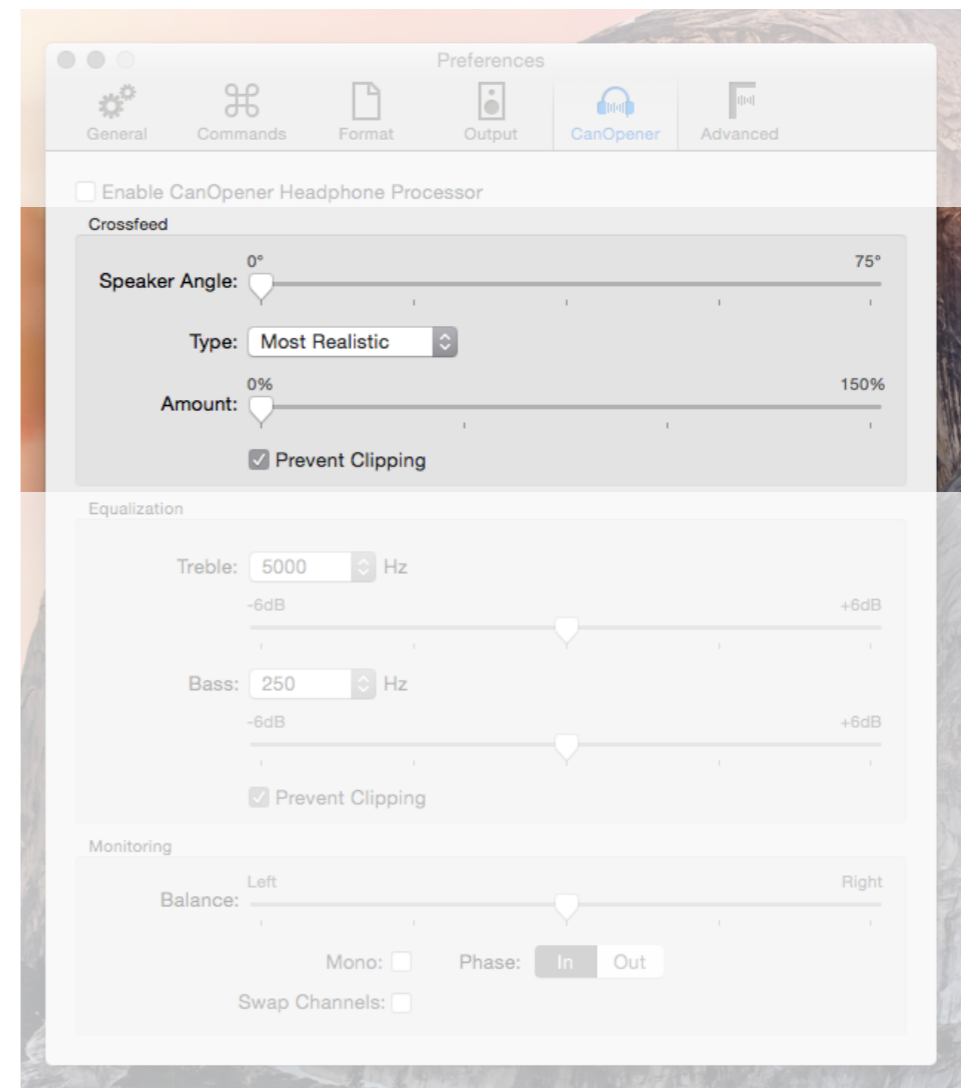 Preferences
General Commands Format Output CanOpener Advanced
Enable CanOpener Headphone Processor
Crossfeed
0° 75°
Speaker Angle:
Type: Most Realistic
0% 150%
Amount:
Prevent Clipping
Equalization
Treble: 5000 Hz
-6dB +6dB
Bass: 250 Hz
-6dB +6dB
Prevent Clipping
Monitoring
Left Right
Balance:
Mono: Phase: In Out
Swap Channels: